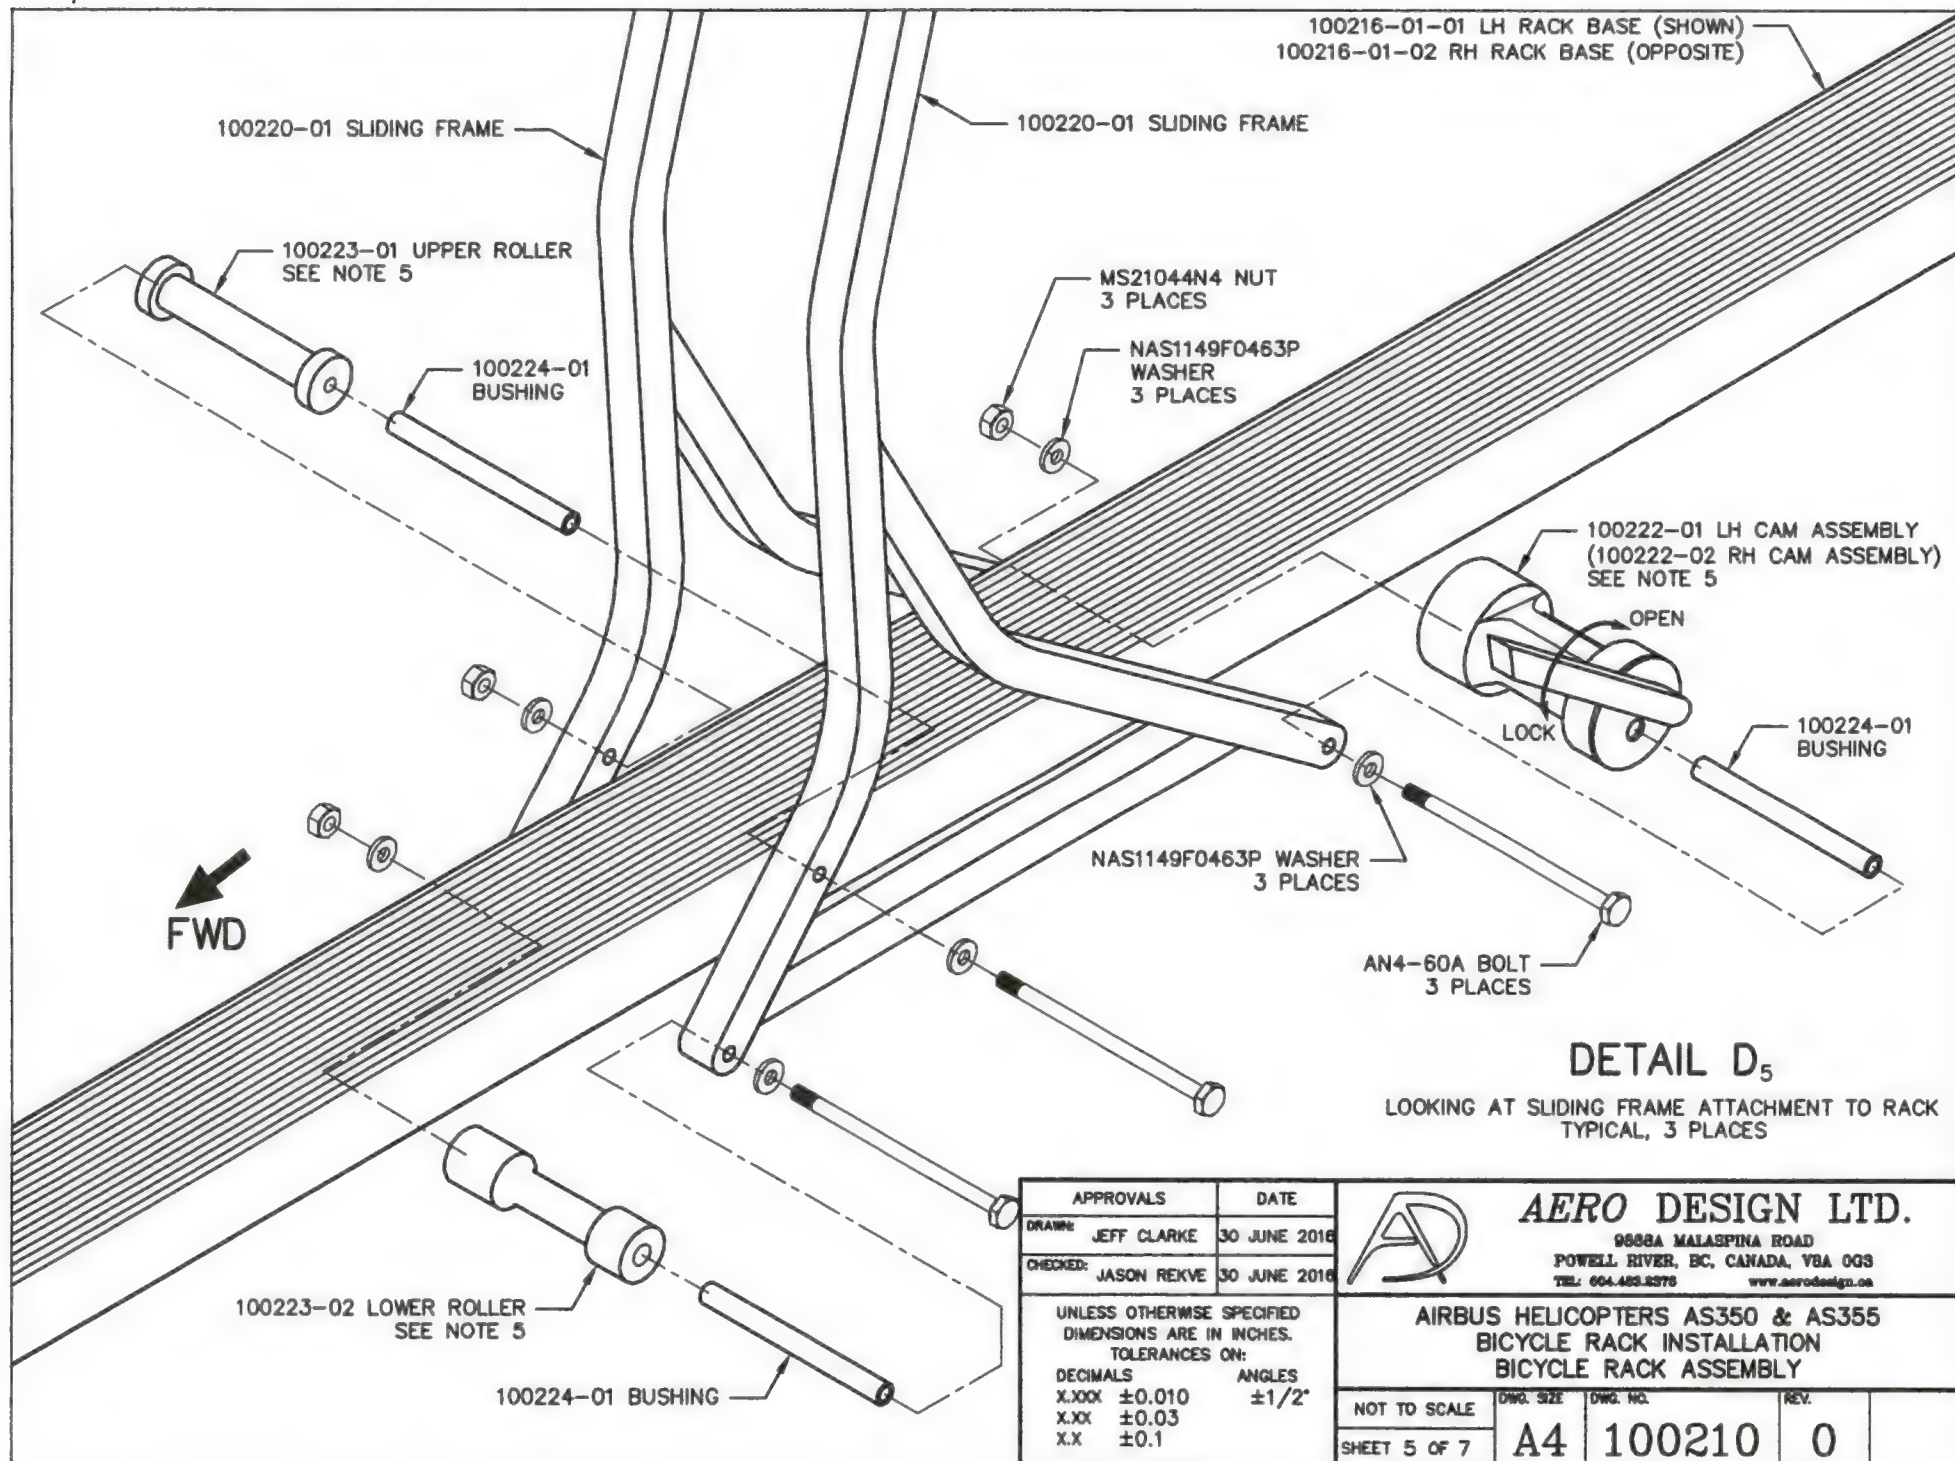 100216-01-01 LH RACK BASE (SHOWN)
100216-01-02 RH RACK BASE (OPPOSITE)
100220-01 SLIDING FRAME
100220-01 SLIDING FRAME
100223-01 UPPER ROLLER
SEE NOTE 5
MS21044N4 NUT
3 PLACES
NAS1149F0463P
WASHER
3 PLACES
100224-01
BUSHING
100222-01 LH CAM ASSEMBLY
(100222-02 RH CAM ASSEMBLY)
SEE NOTE 5
OPEN
LOCK
100224-01
BUSHING
NAS1149F0463P WASHER
3 PLACES
FWD
AN4-60A BOLT
3 PLACES
DETAIL D5
LOOKING AT SLIDING FRAME ATTACHMENT TO RACK
TYPICAL, 3 PLACES
100223-02 LOWER ROLLER
SEE NOTE 5
100224-01 BUSHING
APPROVALS DATE
DRAWN: JEFF CLARKE 30 JUNE 2016
CHECKED: JASON REKVE 30 JUNE 2016
UNLESS OTHERWISE SPECIFIED
DIMENSIONS ARE IN INCHES.
TOLERANCES ON:
DECIMALS ANGLES
X.XXX ±0.010 ±1/2°
X.XX ±0.03
X.X ±0.1
AD
AERO DESIGN LTD.
9888A MALASPINA ROAD
POWELL RIVER, BC, CANADA, V8A 0G3
TEL: 604.483.2376 www.aerodesign.ca
AIRBUS HELICOPTERS AS350 & AS355
BICYCLE RACK INSTALLATION
BICYCLE RACK ASSEMBLY
NOT TO SCALE
SHEET 5 OF 7
DWG. SIZE
A4
DWG. NO.
100210
REV.
0